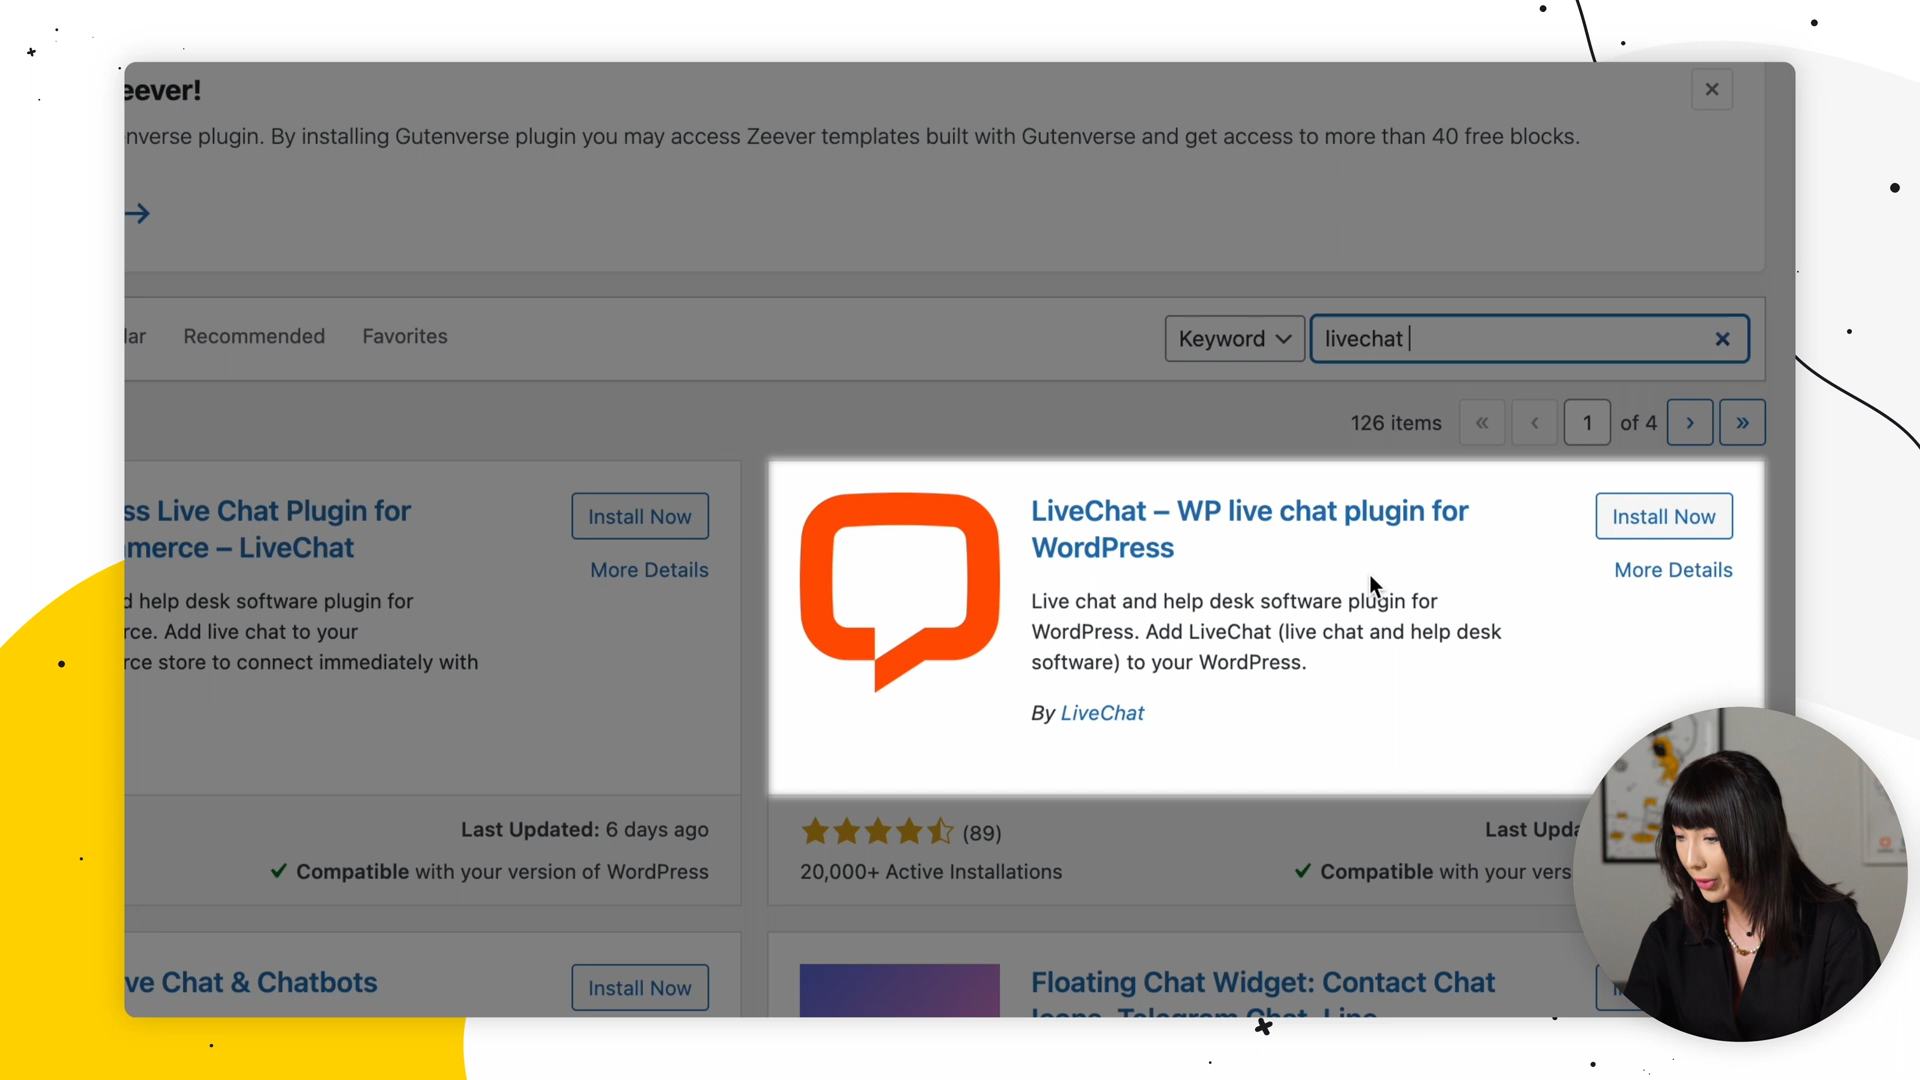 eever!
nverse plugin. By installing Gutenverse plugin you may access Zeever templates built with Gutenverse and get access to more than 40 free blocks.
lar Recommended Favorites
Keyword livechat
126 items « ‹ 1 of 4 › »
ss Live Chat Plugin for
merce – LiveChat
Install Now
More Details
d help desk software plugin for
rce. Add live chat to your
rce store to connect immediately with
Last Updated: 6 days ago
Compatible with your version of WordPress
LiveChat – WP live chat plugin for
WordPress
Install Now
More Details
Live chat and help desk software plugin for
WordPress. Add LiveChat (live chat and help desk
software) to your WordPress.
By LiveChat
(89)
Last Upda
20,000+ Active Installations
Compatible with your vers
ve Chat & Chatbots
Install Now
Floating Chat Widget: Contact Chat
Icons, Telegram Chat, Line